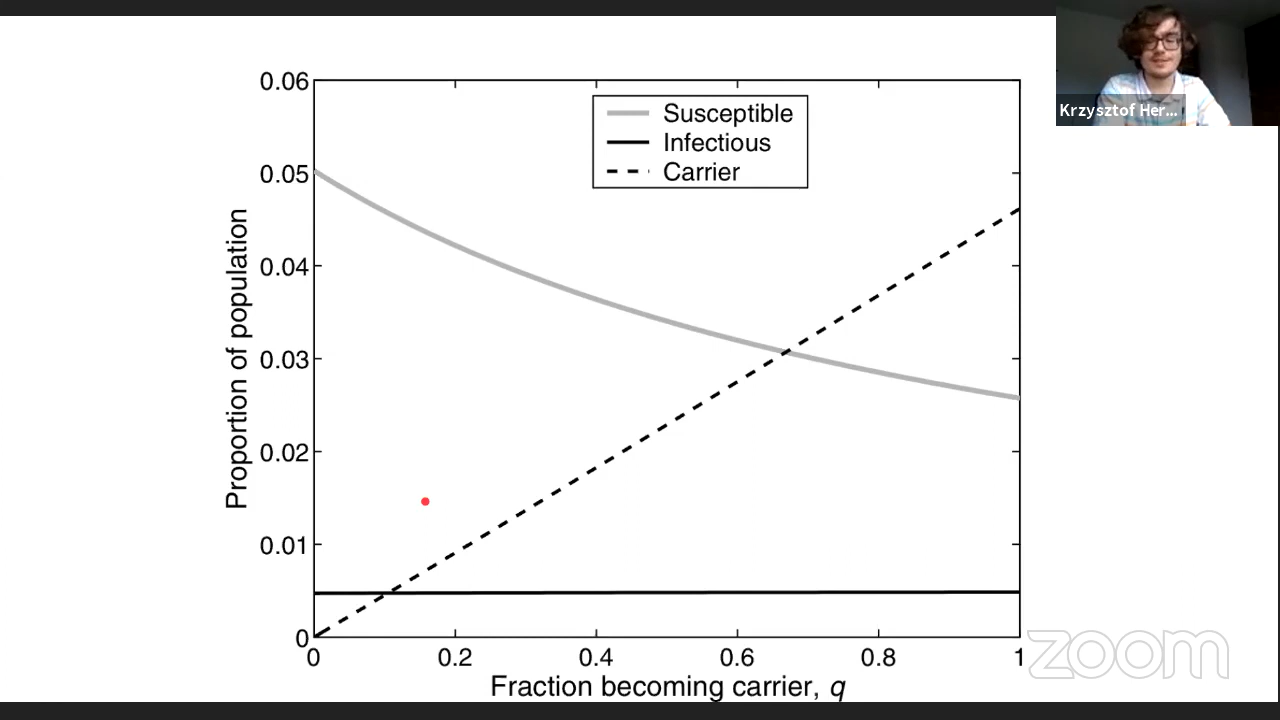 Krzysztof Her...
0.06
0.05
0.04
0.03
0.02
0.01
0
Proportion of population
Susceptible
Infectious
Carrier
0 0.2 0.4 0.6 0.8 1
Fraction becoming carrier, q
zoom